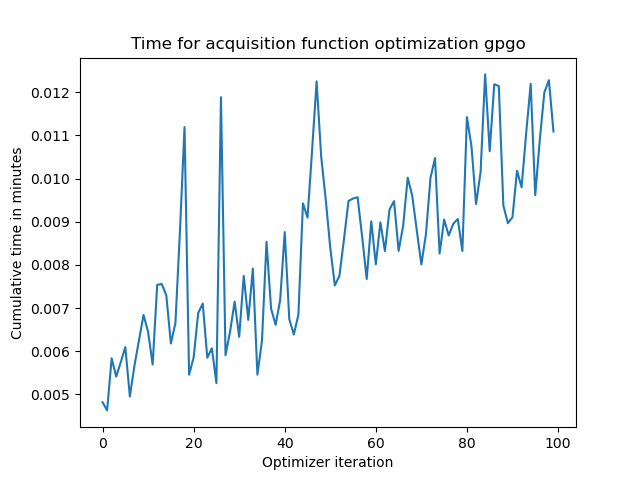 Time for acquisition function optimization gpgo
0.012
0.011
0.010
0.009
0.008
0.007
0.006
0.005
Cumulative time in minutes
0 20 40 60 80 100
Optimizer iteration